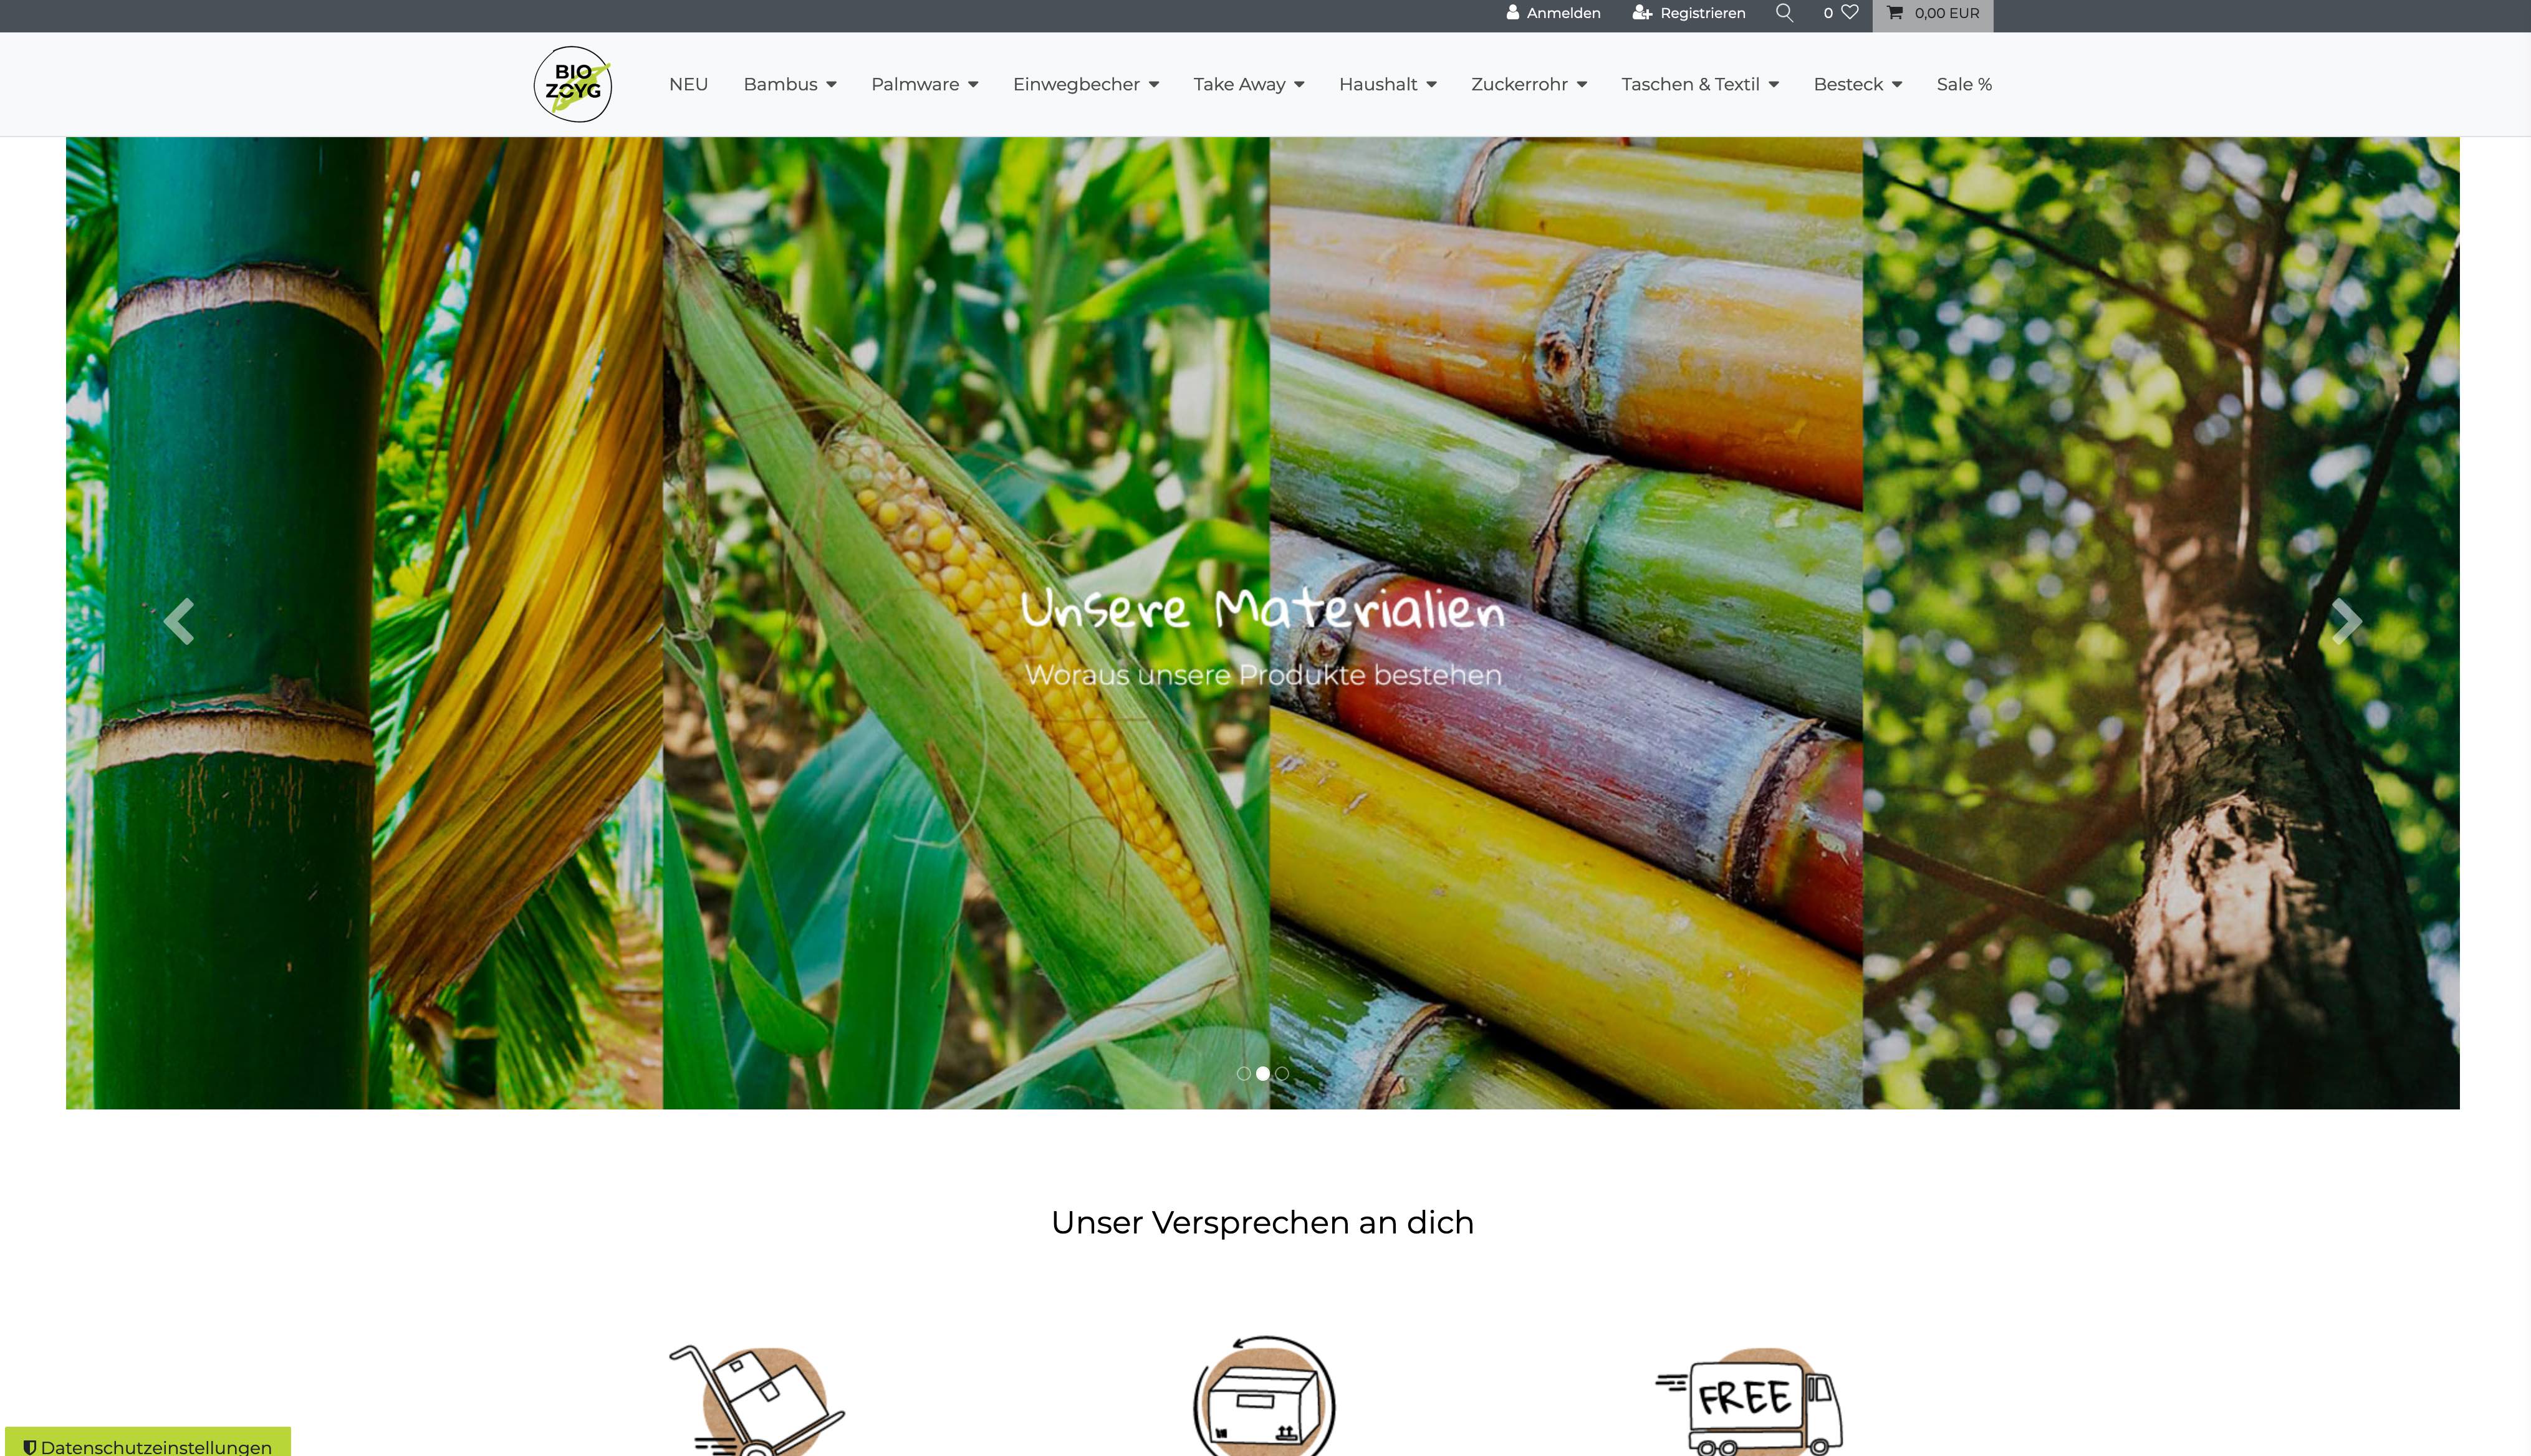 Anmelden Registrieren 0 0,00 EUR
BIO
ZOYG
NEU Bambus Palmware Einwegbecher Take Away Haushalt Zuckerrohr Taschen & Textil Besteck Sale %
Unsere Materialien
Woraus unsere Produkte bestehen
Unser Versprechen an dich
FREE
Datenschutzeinstellungen